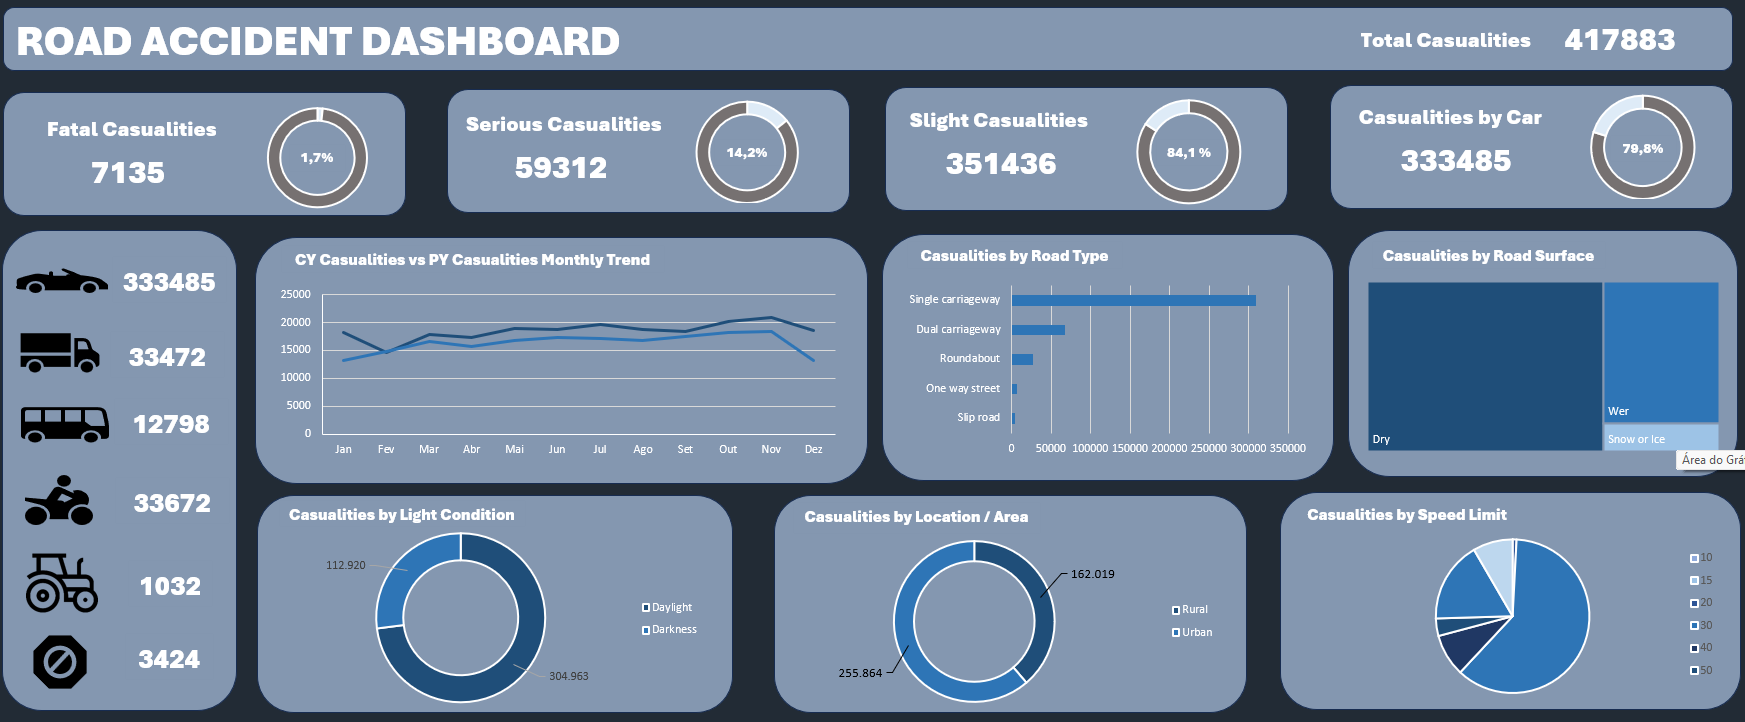 ROAD ACCIDENT DASHBOARD
Total Casualities 417883
Fatal Casualities
7135
1,7%
Serious Casualities
59312
14,2%
Slight Casualities
351436
84,1 %
Casualities by Car
333485
79,8%
333485
33472
12798
33672
1032
3424
CY Casualities vs PY Casualities Monthly Trend
25000
20000
15000
10000
5000
0
Jan Fev Mar Abr Mai Jun Jul Ago Set Out Nov Dez
Casualities by Road Type
Single carriageway
Dual carriageway
Roundabout
One way street
Slip road
0 50000 100000 150000 200000 250000 300000 350000
Casualities by Road Surface
Dry
Wer
Snow or Ice
Área do Grá
Casualities by Light Condition
112.920
304.963
Daylight
Darkness
Casualities by Location / Area
162.019
255.864
Rural
Urban
Casualities by Speed Limit
10
15
20
30
40
50